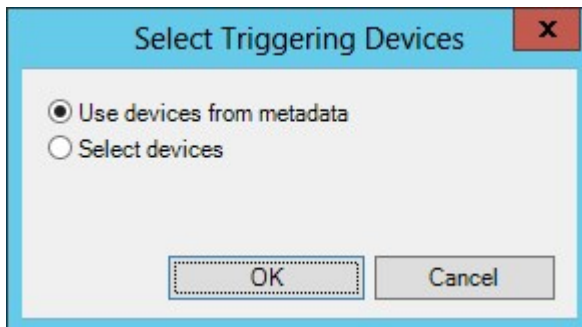 Select Triggering Devices
x
Use devices from metadata
Select devices
OK
Cancel